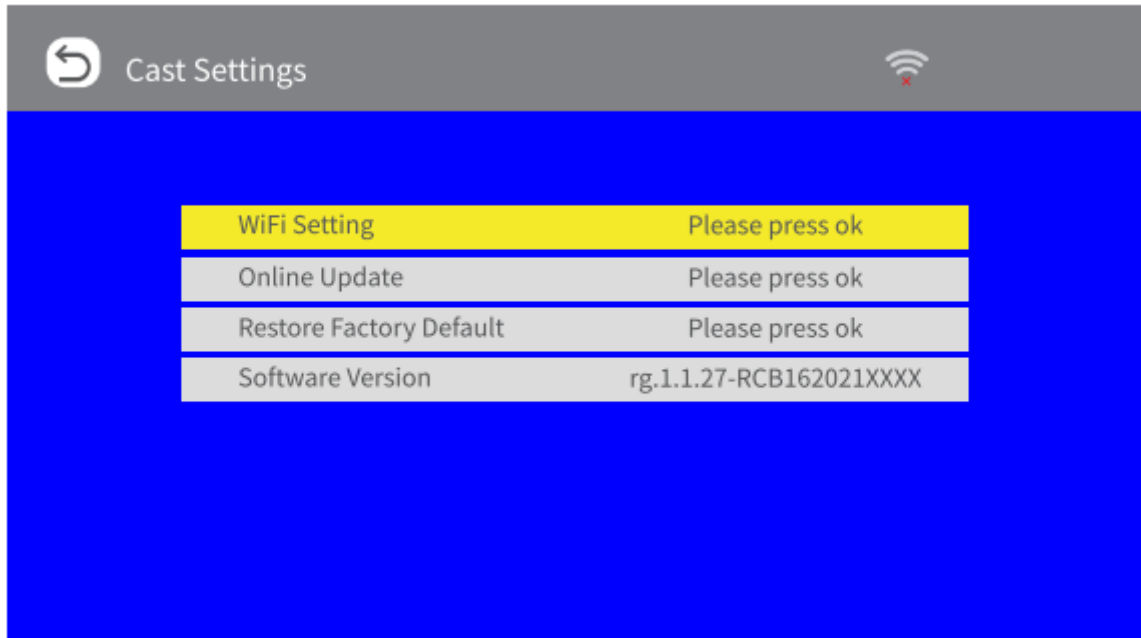 Cast Settings
WiFi Setting Please press ok
Online Update Please press ok
Restore Factory Default Please press ok
Software Version rg.1.1.27-RCB162021XXXX